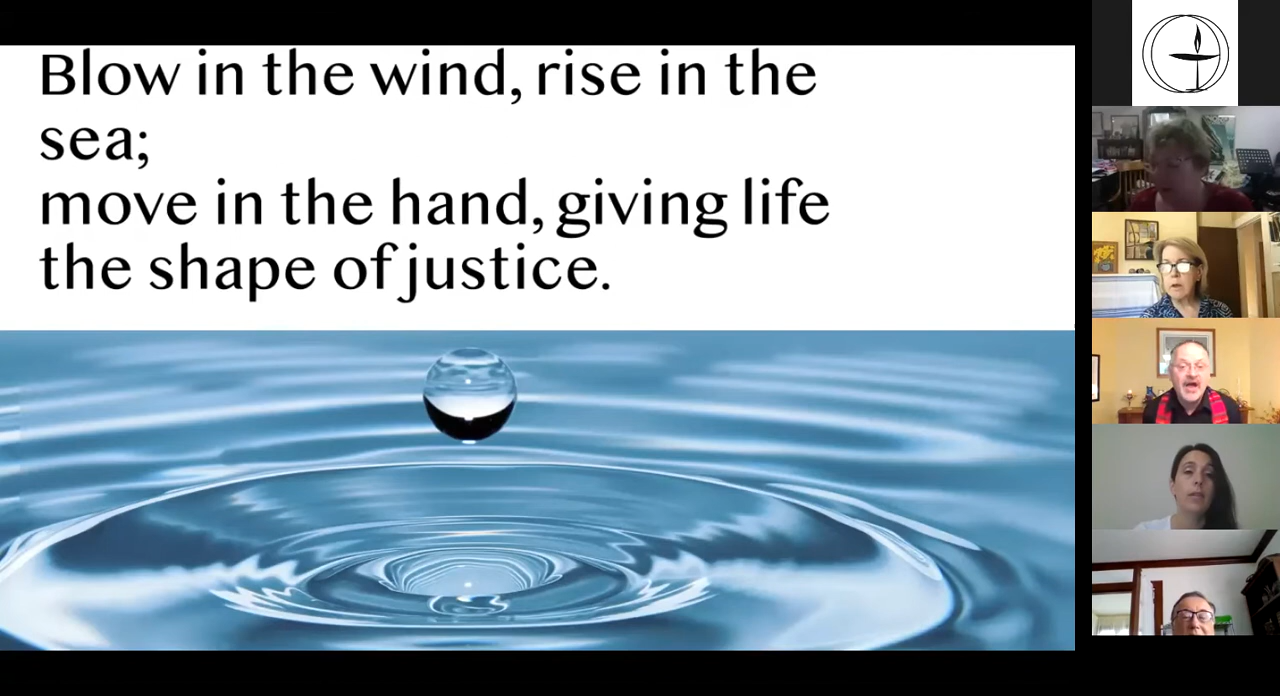 Blow in the wind, rise in the
sea;
move in the hand, giving life
the shape of justice.